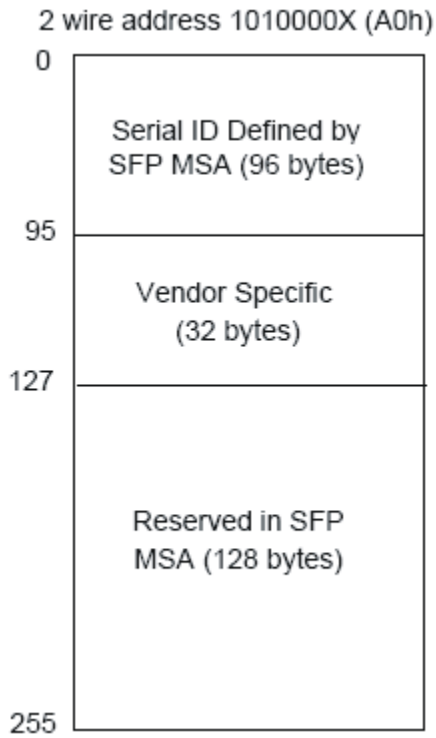 2 wire address 1010000X (A0h)
0
Serial ID Defined by
SFP MSA (96 bytes)
95
Vendor Specific
(32 bytes)
127
Reserved in SFP
MSA (128 bytes)
255